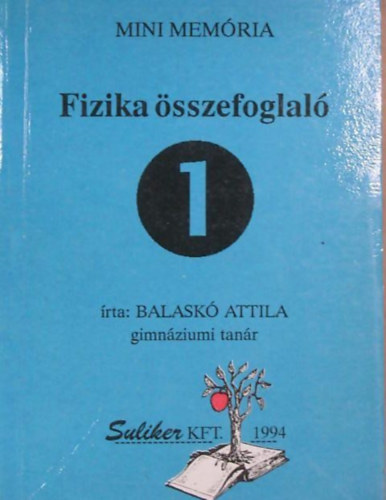 MINI MEMÓRIA
Fizika összefoglaló
1
írta: BALASKÓ ATTILA
gimnáziumi tanár
Suliker KFT. 1994